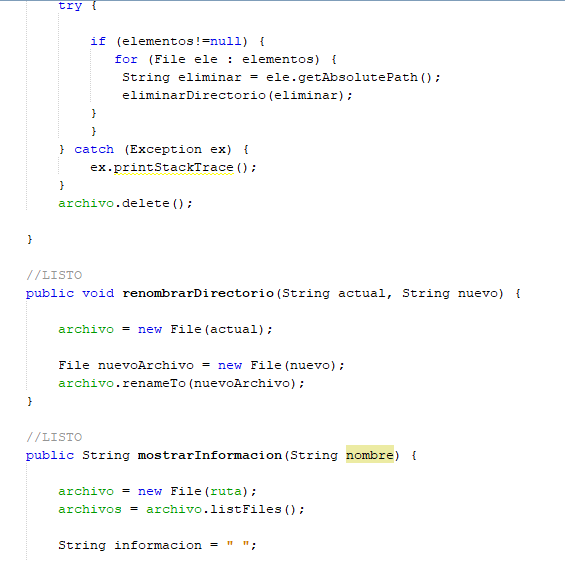 try {
if (elementos!=null) {
for (File ele : elementos) {
String eliminar = ele.getAbsolutePath();
eliminarDirectorio(eliminar);
}
}
} catch (Exception ex) {
ex.printStackTrace();
}
archivo.delete();
}
//LISTO
public void renombrarDirectorio(String actual, String nuevo) {
archivo = new File(actual);
File nuevoArchivo = new File(nuevo);
archivo.renameTo(nuevoArchivo);
}
//LISTO
public String mostrarInformacion(String nombre) {
archivo = new File(ruta);
archivos = archivo.listFiles();
String informacion = " ";